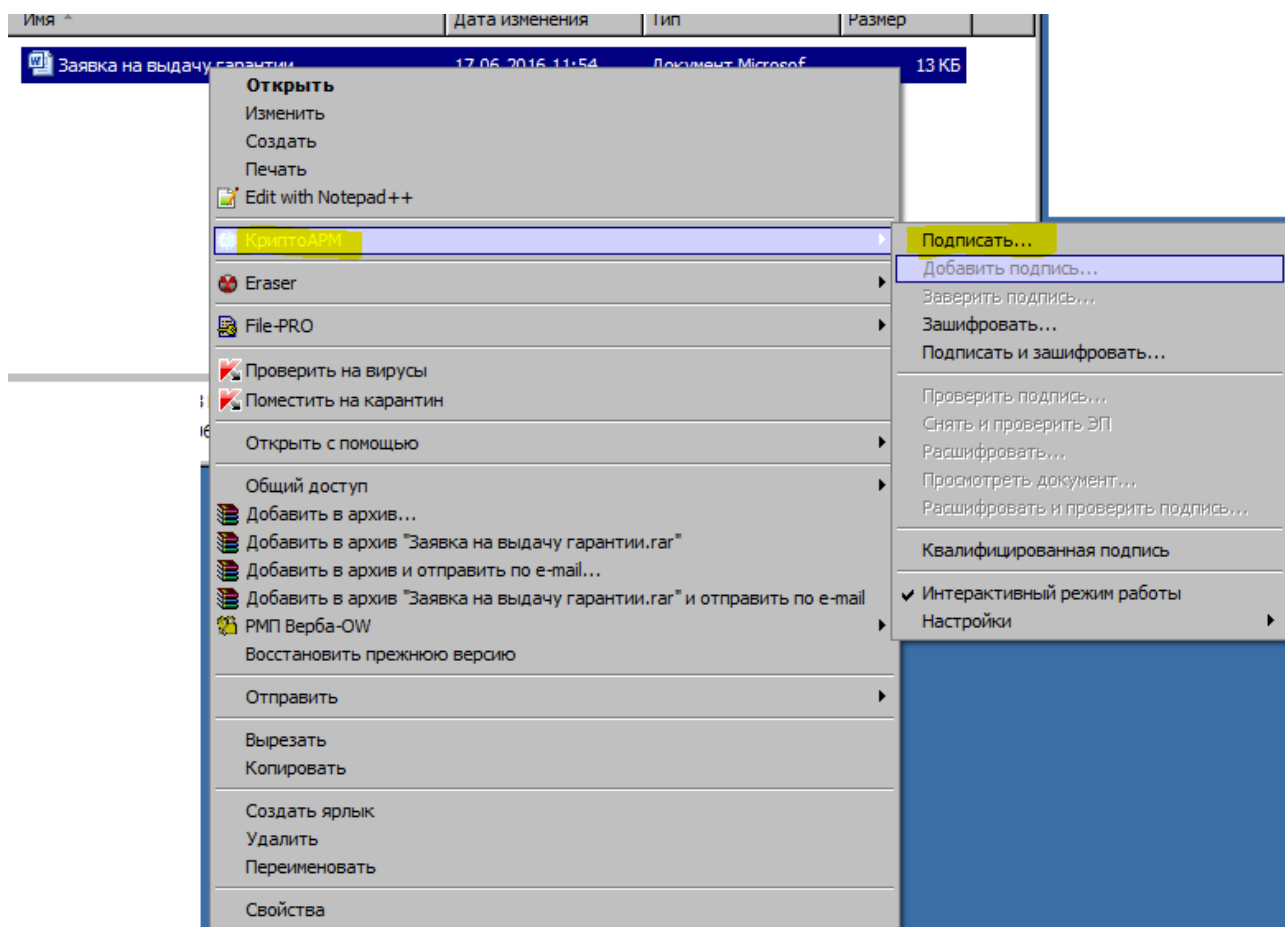 Имя Дата изменения Тип Размер
Заявка на выдачу гарантии 17.06.2016 11:54 Документ Microsof... 13 КБ
Открыть
Изменить
Создать
Печать
Edit with Notepad++
КриптоАРМ
Eraser
File-PRO
Проверить на вирусы
Поместить на карантин
Открыть с помощью
Общий доступ
Добавить в архив...
Добавить в архив "Заявка на выдачу гарантии.rar"
Добавить в архив и отправить по e-mail...
Добавить в архив "Заявка на выдачу гарантии.rar" и отправить по e-mail
РМП Верба-OW
Восстановить прежнюю версию
Отправить
Вырезать
Копировать
Создать ярлык
Удалить
Переименовать
Свойства
Подписать...
Добавить подпись...
Заверить подпись...
Зашифровать...
Подписать и зашифровать...
Проверить подпись...
Снять и проверить ЭП
Расшифровать...
Просмотреть документ...
Расшифровать и проверить подпись...
Квалифицированная подпись
Интерактивный режим работы
Настройки